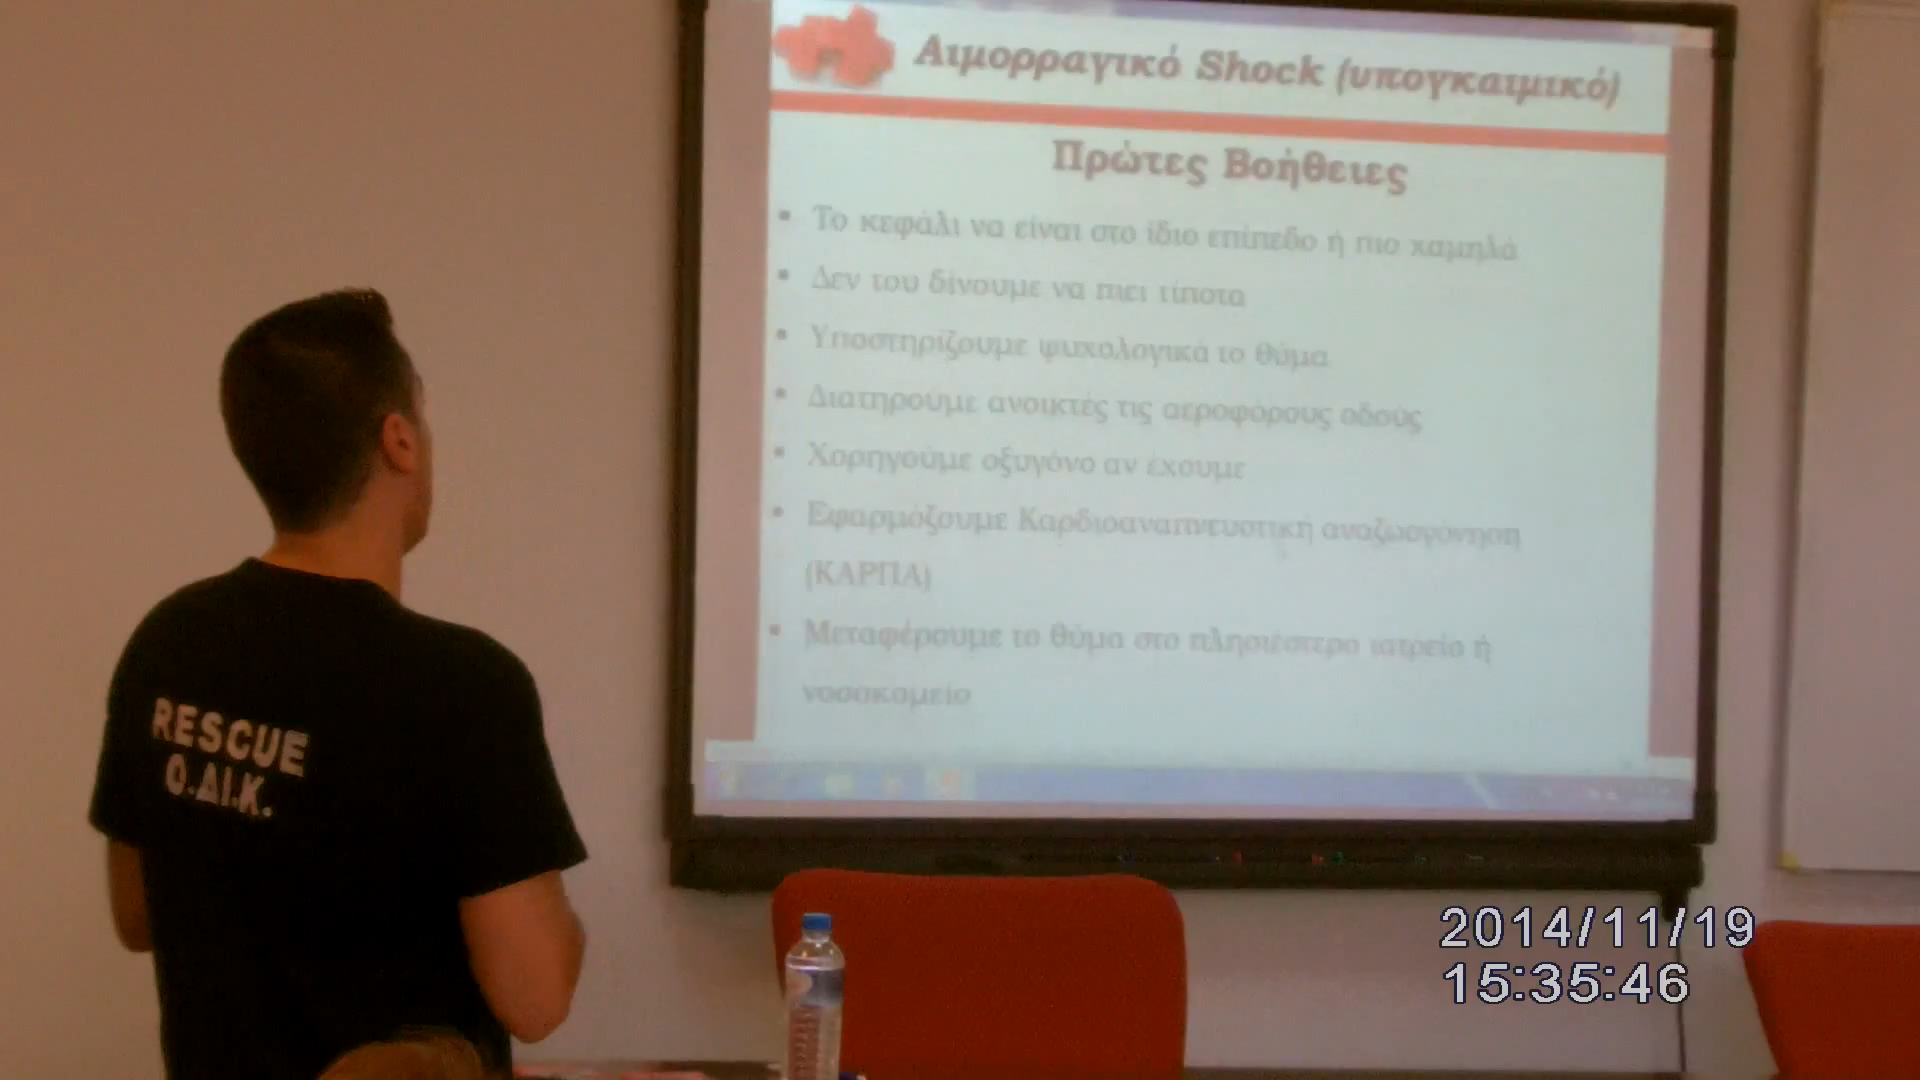 Αιμορραγικό Shock (υπογκαιμικό)
Πρώτες Βοήθειες
▪ Το κεφάλι να είναι στο ίδιο επίπεδο ή πιο χαμηλά
▪ Δεν του δίνουμε να πιει τίποτα
▪ Υποστηρίζουμε ψυχολογικά το θύμα
▪ Διατηρούμε ανοικτές τις αεροφόρους οδούς
▪ Χορηγούμε οξυγόνο αν έχουμε
▪ Εφαρμόζουμε Καρδιοαναπνευστική αναζωογόνηση
(ΚΑΡΠΑ)
▪ Μεταφέρουμε το θύμα στο πλησιέστερο ιατρείο ή
νοσοκομείο
RESCUE
Ο.ΔΙ.Κ.
2014/11/19
15:35:46